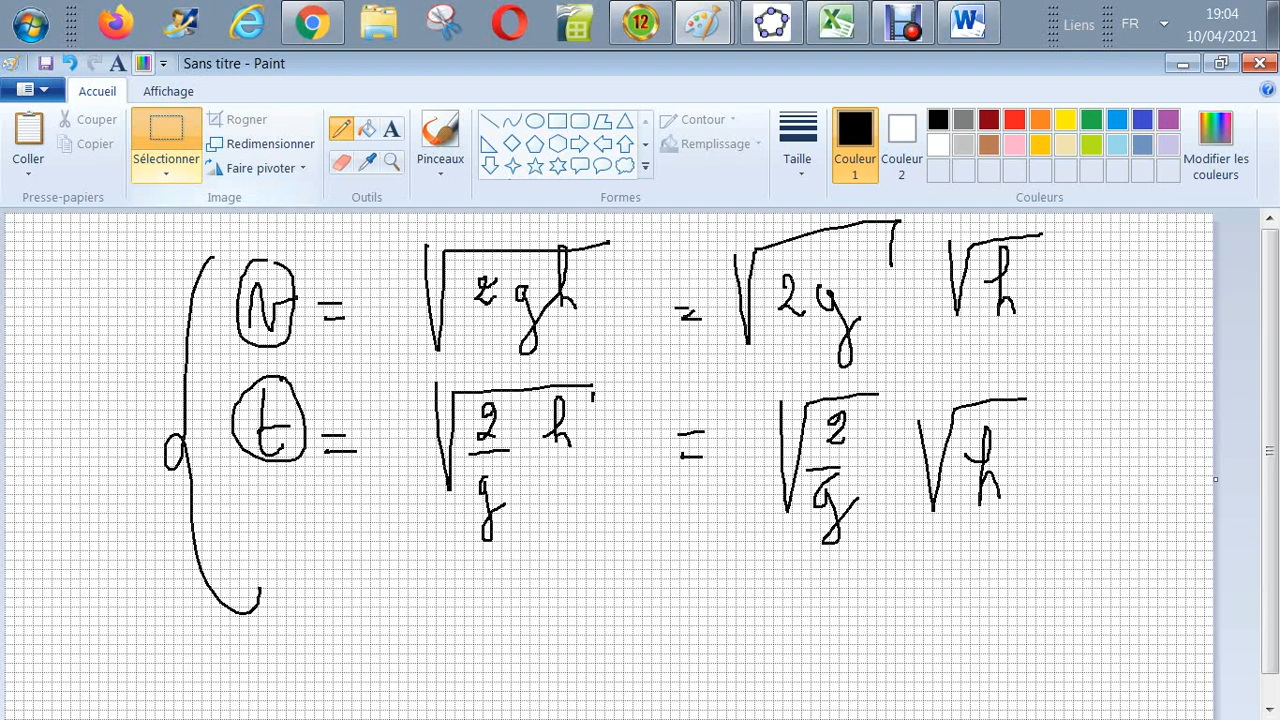 19:04
Liens FR
10/04/2021
12
Sans titre - Paint
Accueil Affichage
Couper Rogner Contour
Copier Redimensionner Remplissage
Coller Sélectionner Faire pivoter Pinceaux Taille Couleur 1 Couleur 2 Modifier les couleurs
Presse-papiers Image Outils Formes Couleurs
v = √2gh = √2g √h
t = √(2/g) h = √(2/g) √h